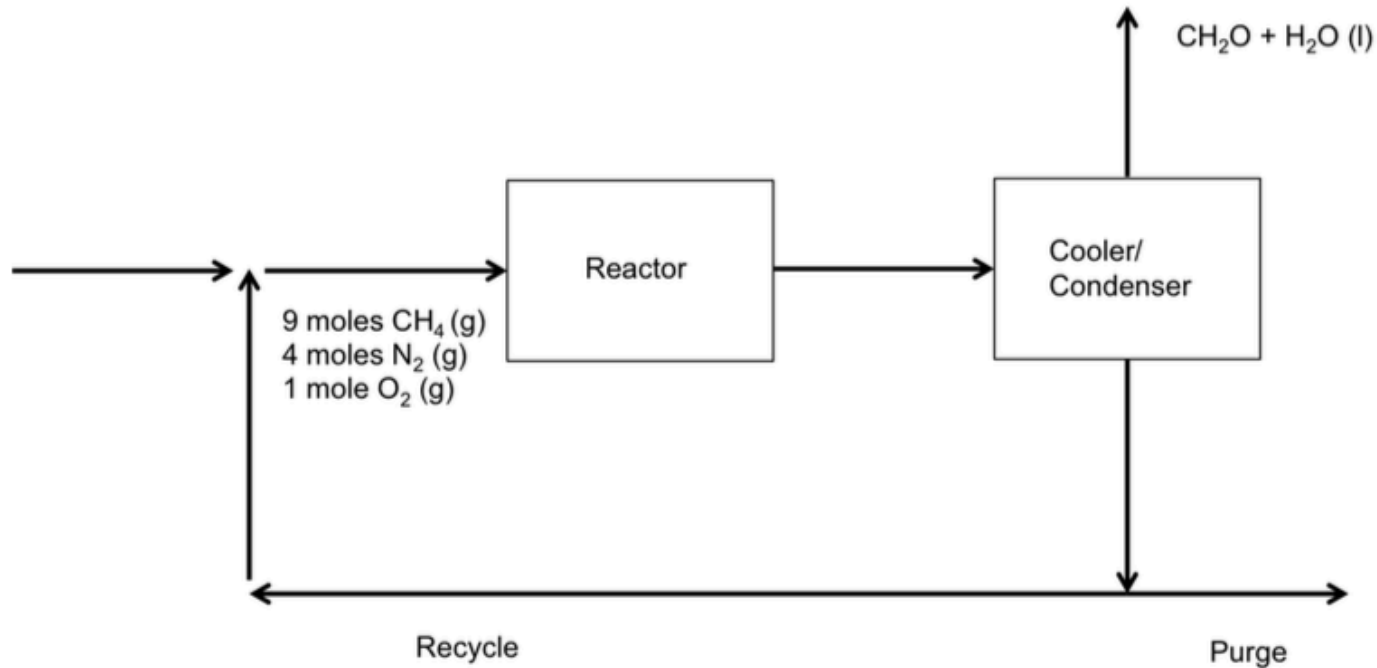 CH₂O + H₂O (l)
Reactor
Cooler/
Condenser
9 moles CH₄ (g)
4 moles N₂ (g)
1 mole O₂ (g)
Recycle
Purge